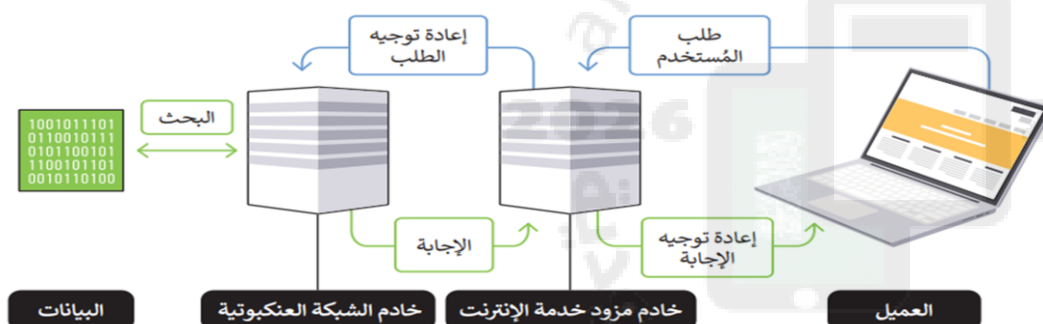 طلب
المُستخدم
إعادة توجيه
الطلب
البحث
1001011101
0110010111
0101100101
1100101101
0010110100
الإجابة
إعادة توجيه
الإجابة
العميل
خادم مزود خدمة الإنترنت
خادم الشبكة العنكبوتية
البيانات
2026